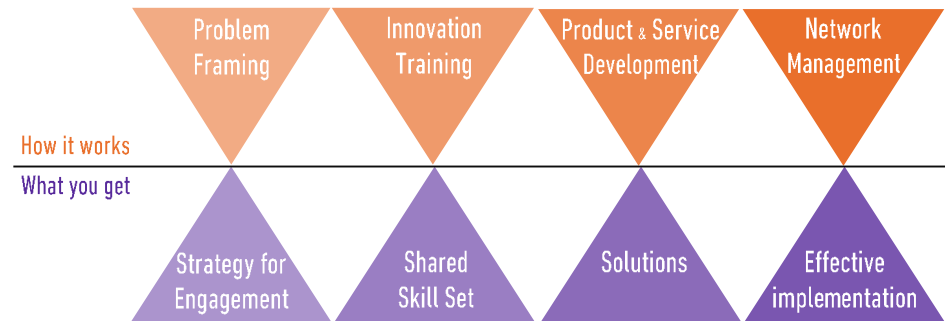 Problem
Framing
Innovation
Training
Product & Service
Development
Network
Management
How it works
What you get
Strategy for
Engagement
Shared
Skill Set
Solutions
Effective
implementation